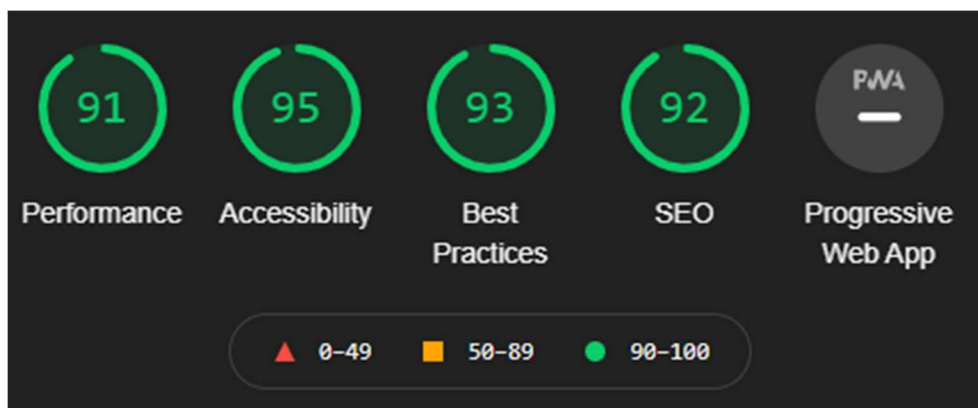 91 95 93 92 PWA
Performance Accessibility Best Practices SEO Progressive Web App
0–49 50–89 90–100